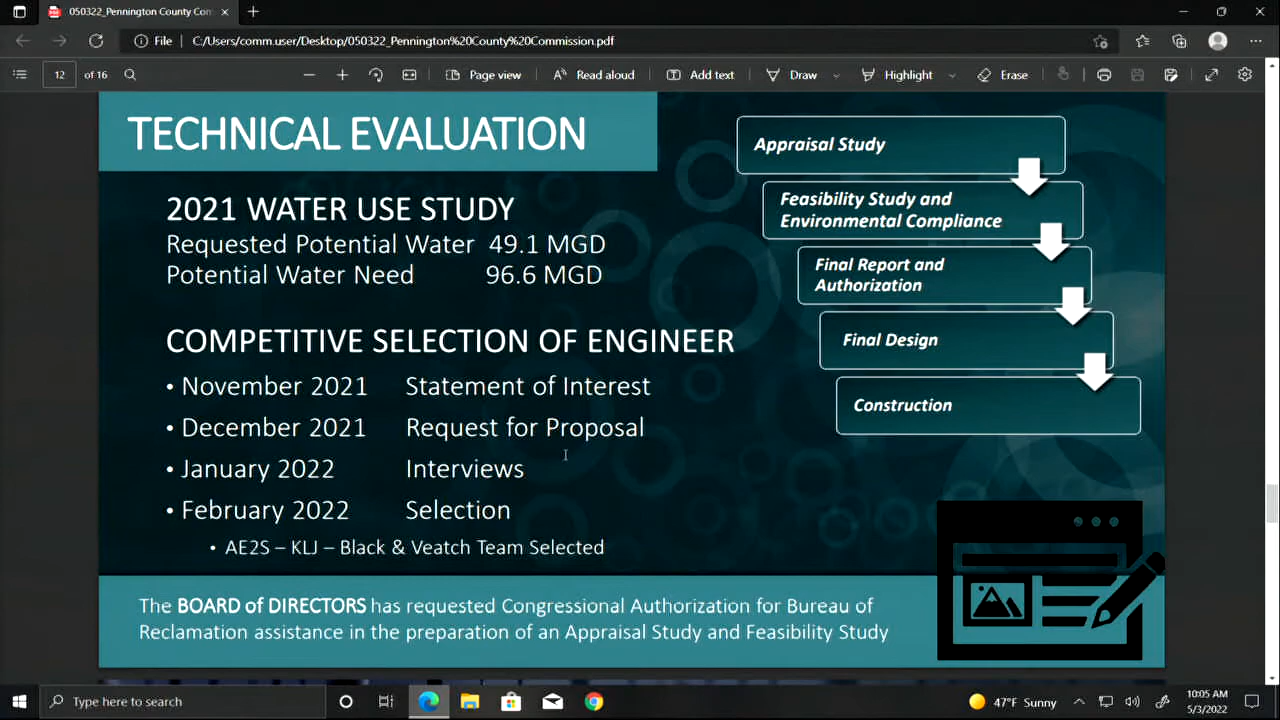 050322_Pennington County Com
File
C:/Users/comm.user/Desktop/050322_Pennington%20County%20Commission.pdf
12 of 16
Page view
Read aloud
Add text
Draw
Highlight
Erase
TECHNICAL EVALUATION
2021 WATER USE STUDY
Requested Potential Water 49.1 MGD
Potential Water Need 96.6 MGD
COMPETITIVE SELECTION OF ENGINEER
• November 2021 Statement of Interest
• December 2021 Request for Proposal
• January 2022 Interviews
• February 2022 Selection
• AE2S – KLJ – Black & Veatch Team Selected
Appraisal Study
Feasibility Study and
Environmental Compliance
Final Report and
Authorization
Final Design
Construction
The BOARD of DIRECTORS has requested Congressional Authorization for Bureau of
Reclamation assistance in the preparation of an Appraisal Study and Feasibility Study
Type here to search
47°F Sunny
10:05 AM
5/3/2022